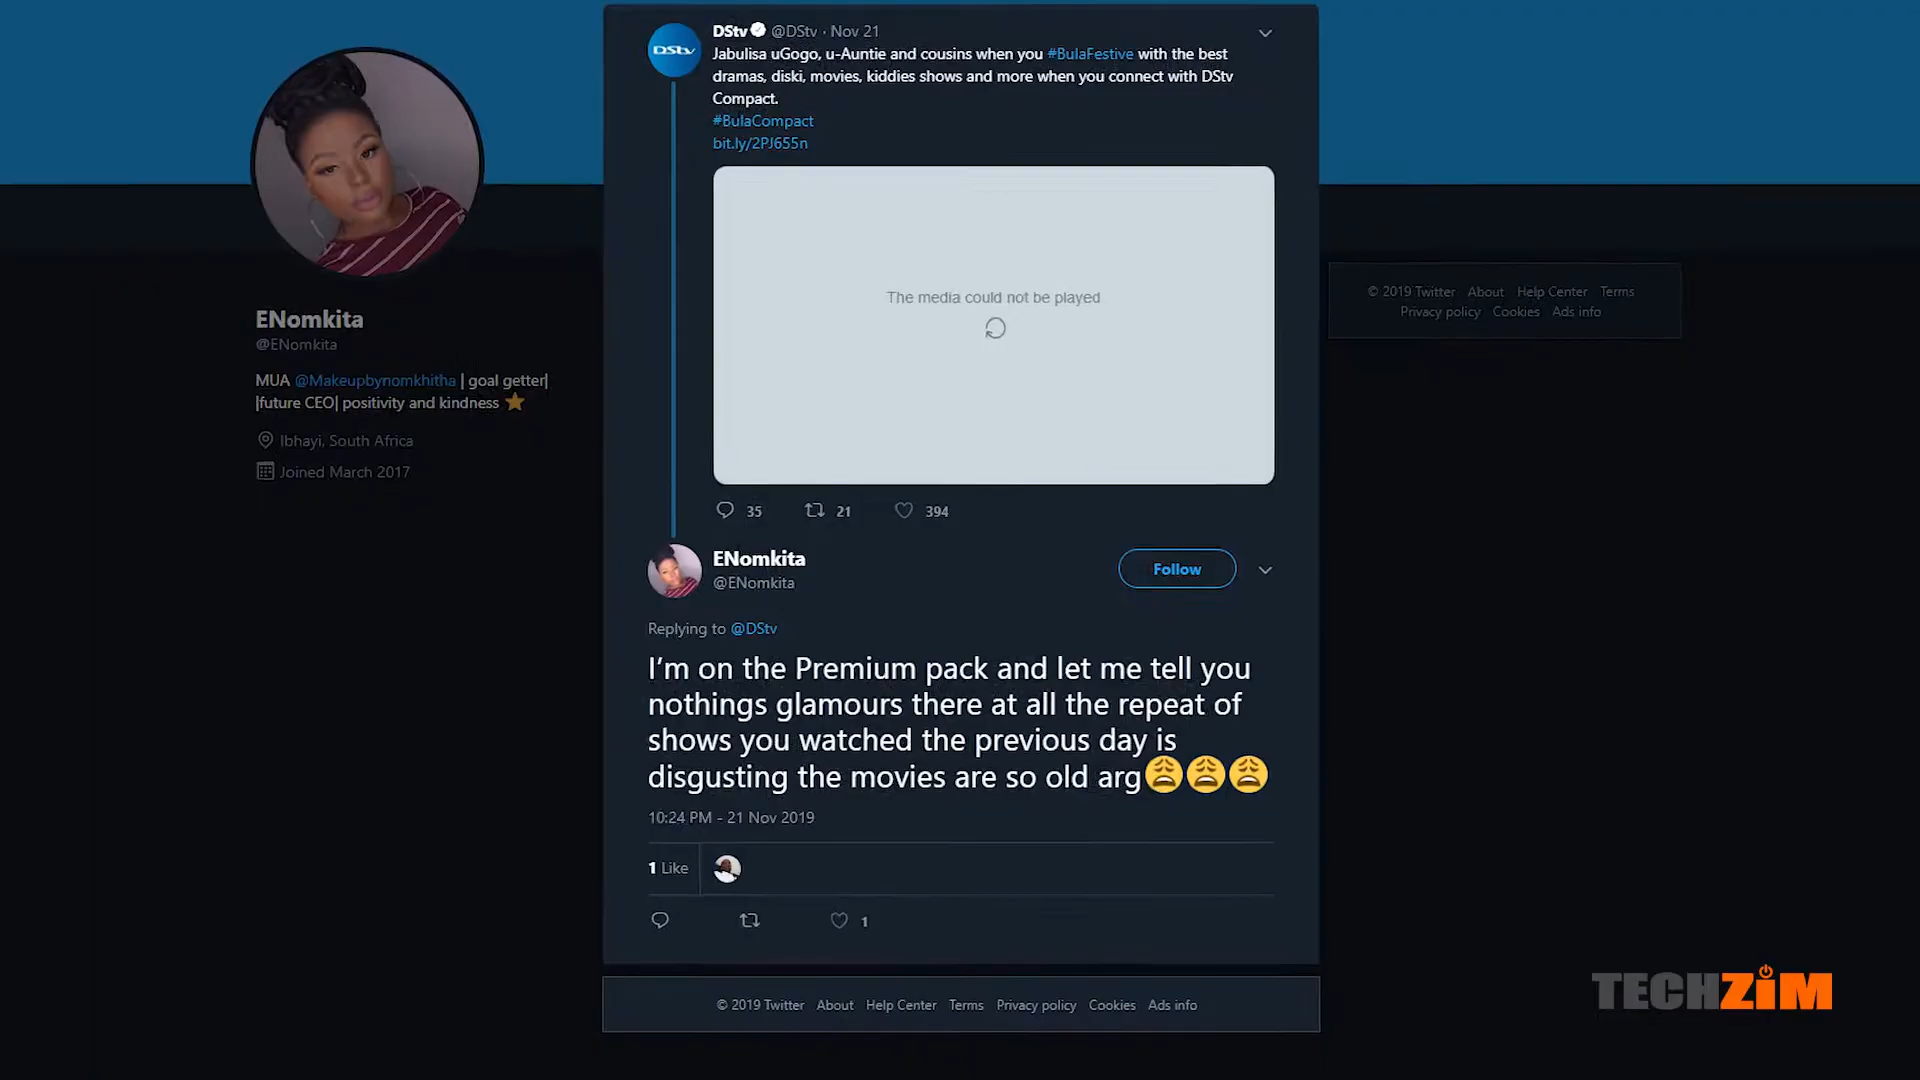 DStv @DStv · Nov 21
Jabulisa uGogo, u-Auntie and cousins when you #BulaFestive with the best
dramas, diski, movies, kiddies shows and more when you connect with DStv
Compact.
#BulaCompact
bit.ly/2PJ655n
DStv
The media could not be played
35 21 394
ENomkita
@ENomkita
MUA @Makeupbynomkhitha | goal getter|
|future CEO| positivity and kindness ⭐
Ibhayi, South Africa
Joined March 2017
© 2019 Twitter About Help Center Terms
Privacy policy Cookies Ads info
ENomkita
@ENomkita
Follow
Replying to @DStv
I’m on the Premium pack and let me tell you
nothings glamours there at all the repeat of
shows you watched the previous day is
disgusting the movies are so old arg😩😩😩
10:24 PM - 21 Nov 2019
1 Like
1
© 2019 Twitter About Help Center Terms Privacy policy Cookies Ads info
TECHZiM